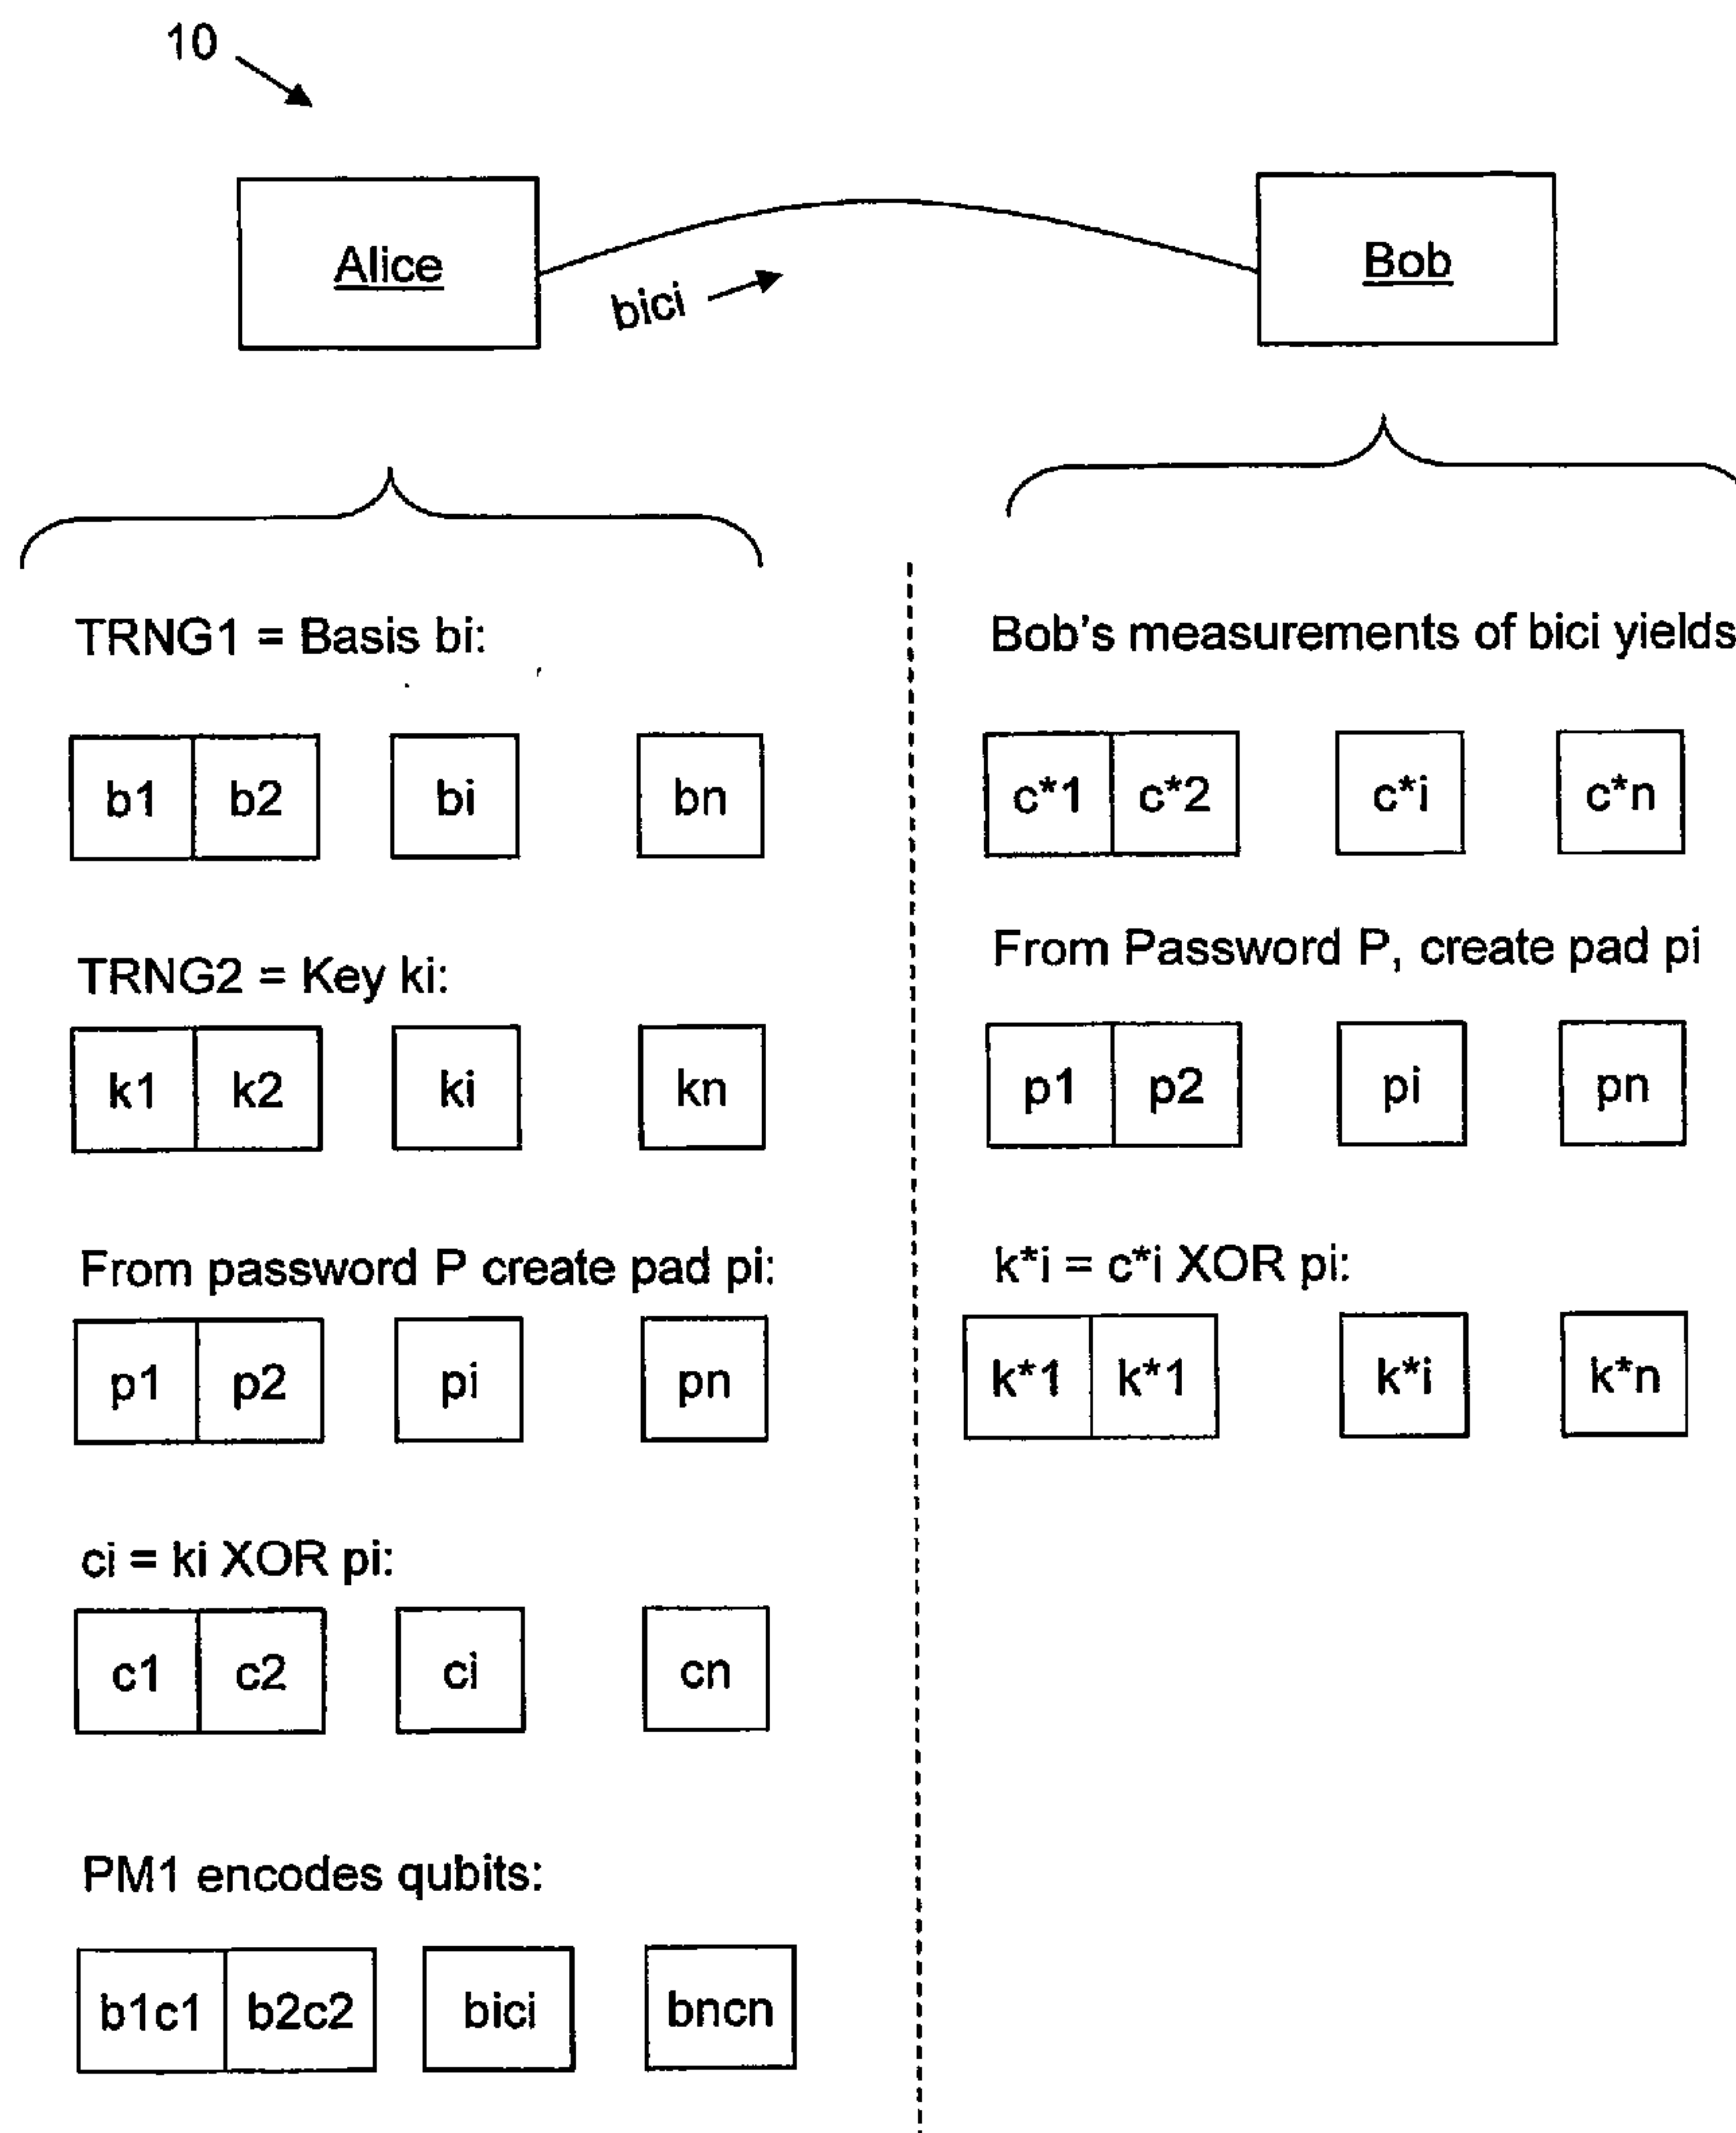 10
Alice
Bob
bici
TRNG1 = Basis bi:
b1 b2 bi bn
TRNG2 = Key ki:
k1 k2 ki kn
From password P create pad pi:
p1 p2 pi pn
ci = ki XOR pi:
c1 c2 ci cn
PM1 encodes qubits:
b1c1 b2c2 bici bncn
Bob's measurements of bici yields
c*1 c*2 c*i c*n
From Password P, create pad pi
p1 p2 pi pn
k*i = c*i XOR pi:
k*1 k*1 k*i k*n